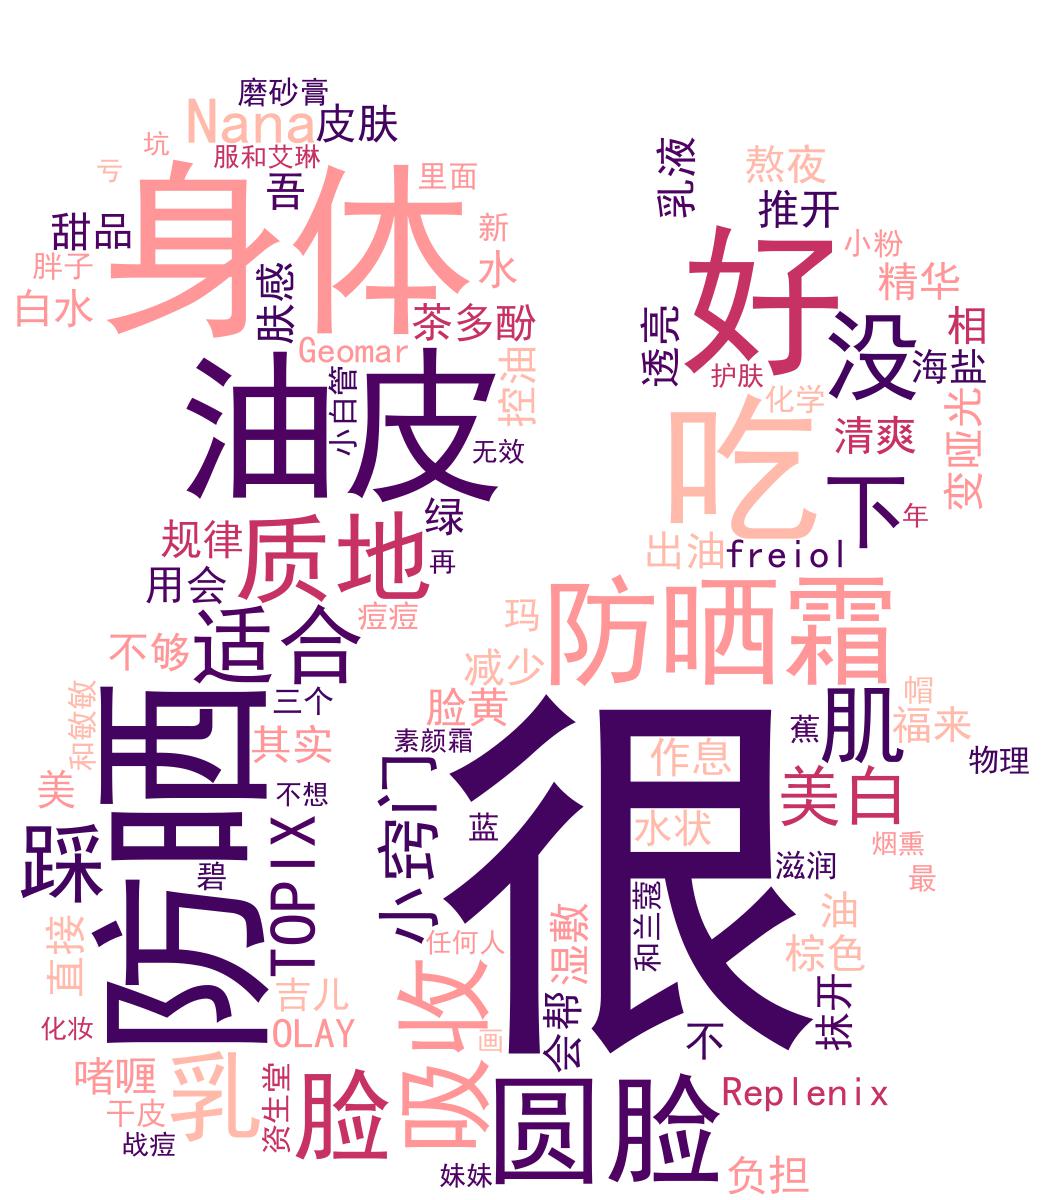 磨砂膏
Nana
皮肤
坑
服和艾琳
亏
吾
里面
身体
甜品
新
胖子
肤感
水
白水
茶多酚
Geomar
小白管
控油
油皮
无效
绿
规律
质地
再
用会
痘痘
适合
不够
和敏敏
三个
其实
美
不想
防晒
踩
碧
TOPIX
直接
吉儿
化妆
OLAY
啫喱
乳
干皮
资生堂
脸
战痘
乳液
熬夜
推开
好
小粉
精华
透亮
没
相
护肤
海盐
化学
吃
清爽
变哑光
下
年
出油
freiol
防晒霜
玛
减少
脸黄
肌
帽
素颜霜
蕉
福来
很
作息
物理
小窍门
美白
蓝
水状
烟熏
滋润
最
和兰蔻
油
湿敷
任何人
棕色
吸收
画
会帮
不
抹开
圆脸
Replenix
妹妹
负担